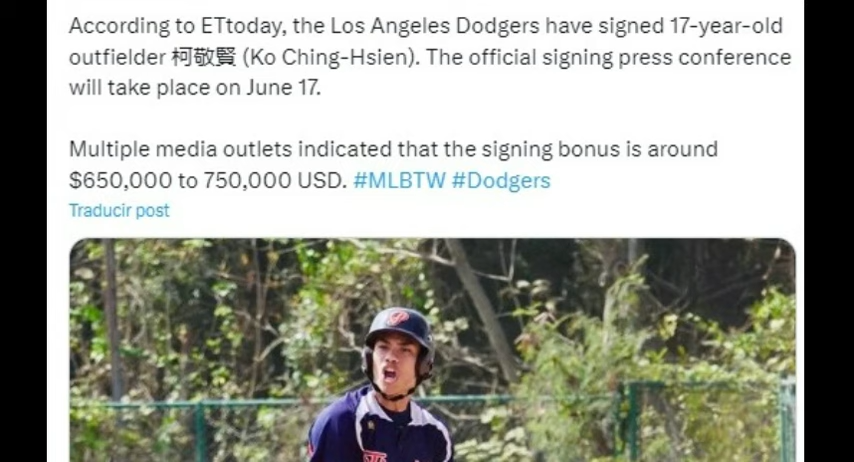 According to ETtoday, the Los Angeles Dodgers have signed 17-year-old
outfielder 柯敬賢 (Ko Ching-Hsien). The official signing press conference
will take place on June 17.
Multiple media outlets indicated that the signing bonus is around
$650,000 to 750,000 USD. #MLBTW #Dodgers
Traducir post